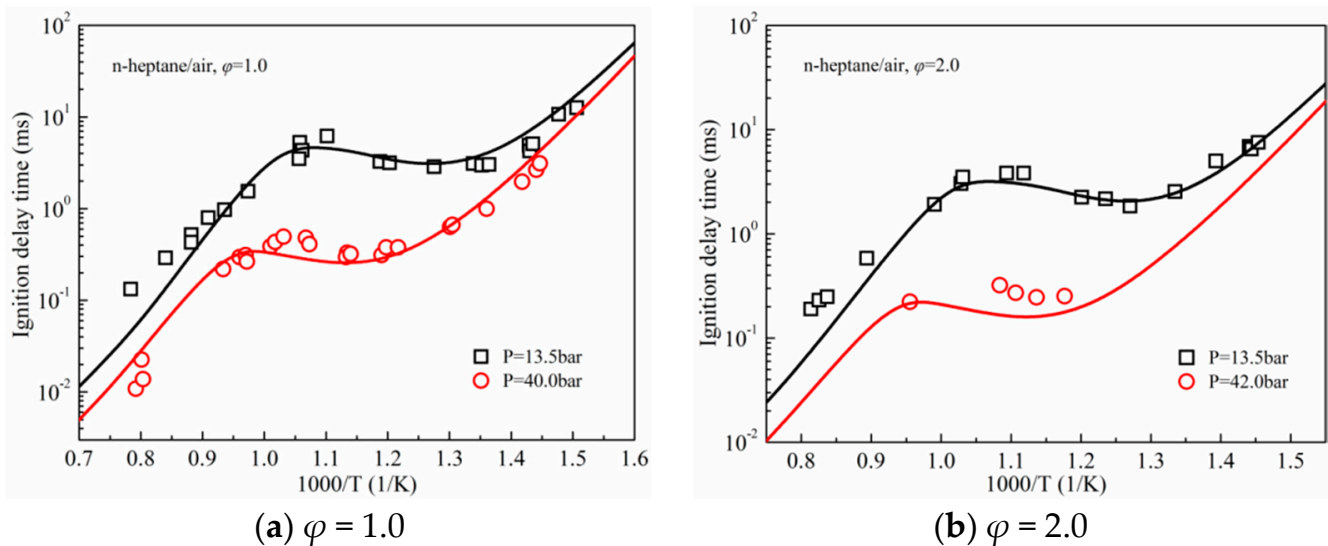 n-heptane/air, φ=1.0
Ignition delay time (ms)
10²
10¹
10⁰
10⁻¹
10⁻²
P=13.5bar
P=40.0bar
0.7 0.8 0.9 1.0 1.1 1.2 1.3 1.4 1.5 1.6
1000/T (1/K)
(a) φ = 1.0
n-heptane/air, φ=2.0
Ignition delay time (ms)
10²
10¹
10⁰
10⁻¹
10⁻²
P=13.5bar
P=42.0bar
0.8 0.9 1.0 1.1 1.2 1.3 1.4 1.5
1000/T (1/K)
(b) φ = 2.0